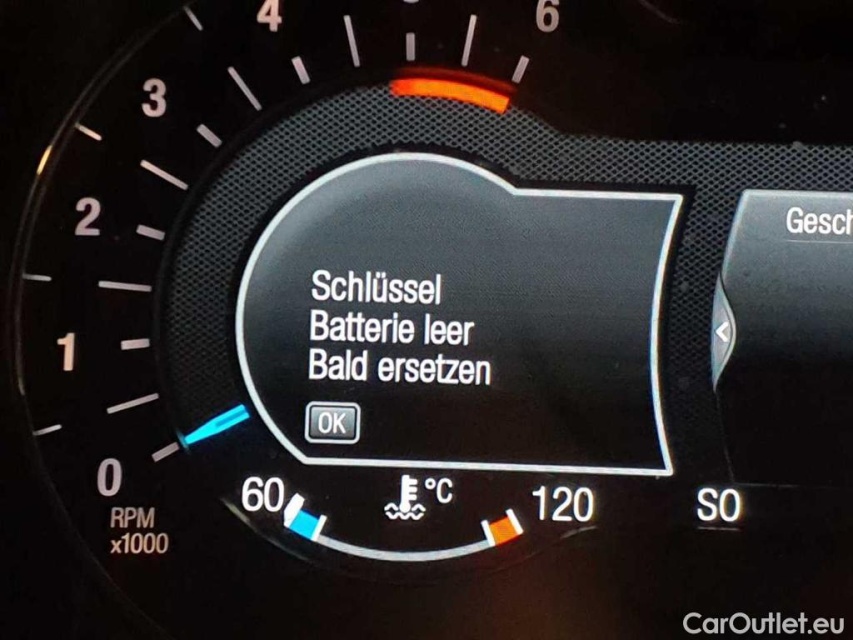 4
6
3
2
1
0
RPM
x1000
Schlüssel
Batterie leer
Bald ersetzen
OK
60
°C
120
Gesch
<
SO
CarOutlet.eu